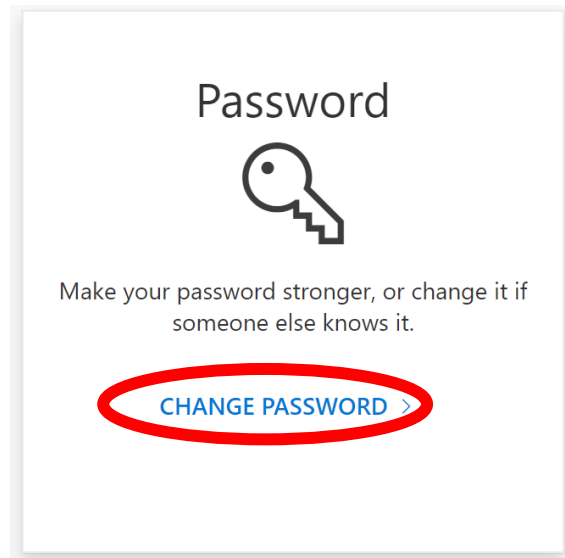 Password
Make your password stronger, or change it if
someone else knows it.
CHANGE PASSWORD >